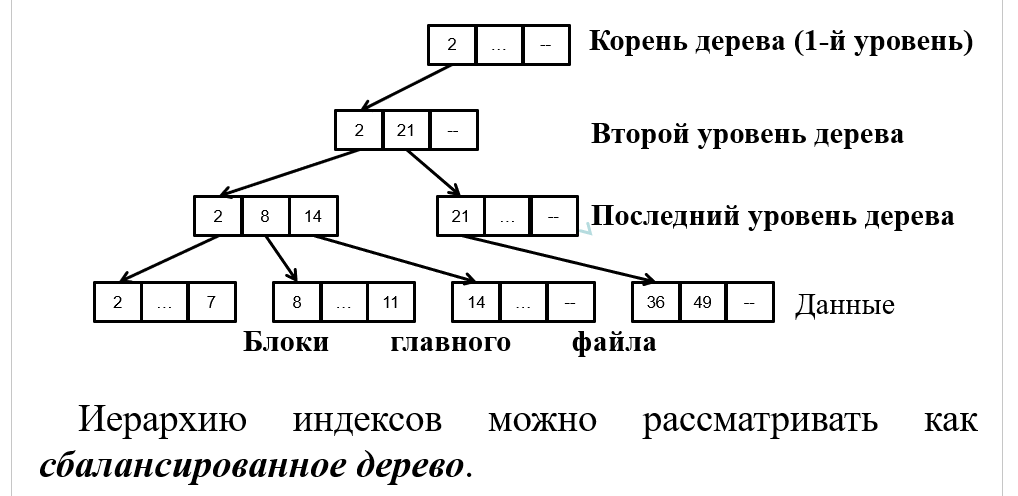 2 ... -- Корень дерева (1-й уровень)
2 21 -- Второй уровень дерева
2 8 14 21 ... -- Последний уровень дерева
2 ... 7 8 ... 11 14 ... -- 36 49 -- Данные
Блоки главного файла
Иерархию индексов можно рассматривать как
сбалансированное дерево.